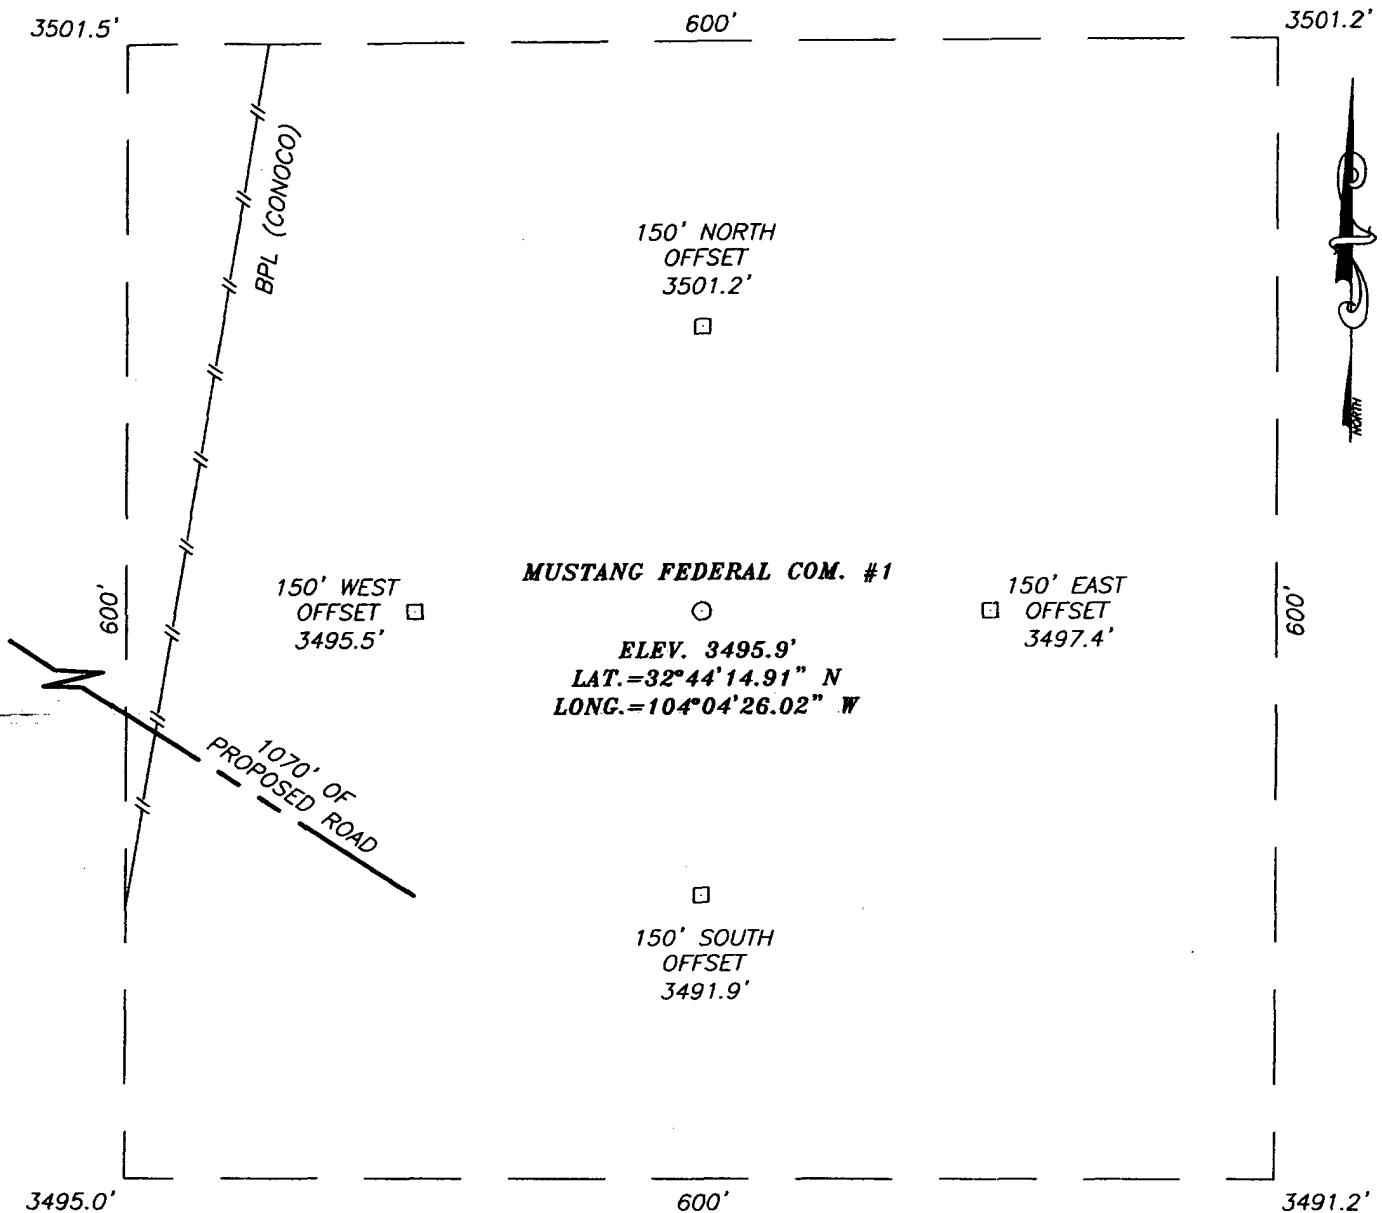 3501.5'
600'
3501.2'
BPL (CONOCO)
NORTH
150' NORTH
OFFSET
3501.2'
600'
150' WEST
OFFSET
3495.5'
MUSTANG FEDERAL COM. #1
ELEV. 3495.9'
LAT.=32°44'14.91" N
LONG.=104°04'26.02" W
150' EAST
OFFSET
3497.4'
600'
1070' OF
PROPOSED ROAD
150' SOUTH
OFFSET
3491.9'
3495.0'
600'
3491.2'